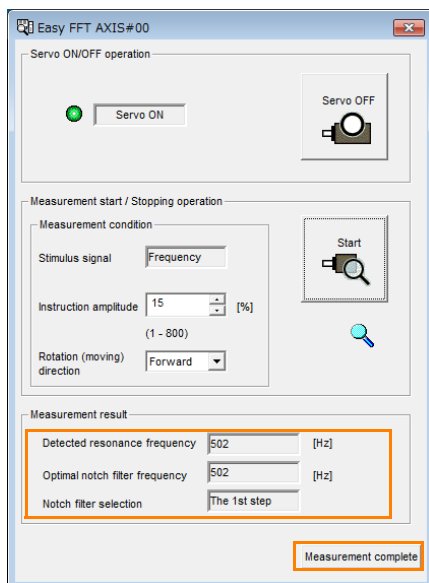 Easy FFT AXIS#00
Servo ON/OFF operation
Servo ON
Servo OFF
Measurement start / Stopping operation
Measurement condition
Stimulus signal Frequency
Instruction amplitude 15 [%]
(1 - 800)
Rotation (moving)
direction Forward
Start
Measurement result
Detected resonance frequency 502 [Hz]
Optimal notch filter frequency 502 [Hz]
Notch filter selection The 1st step
Measurement complete